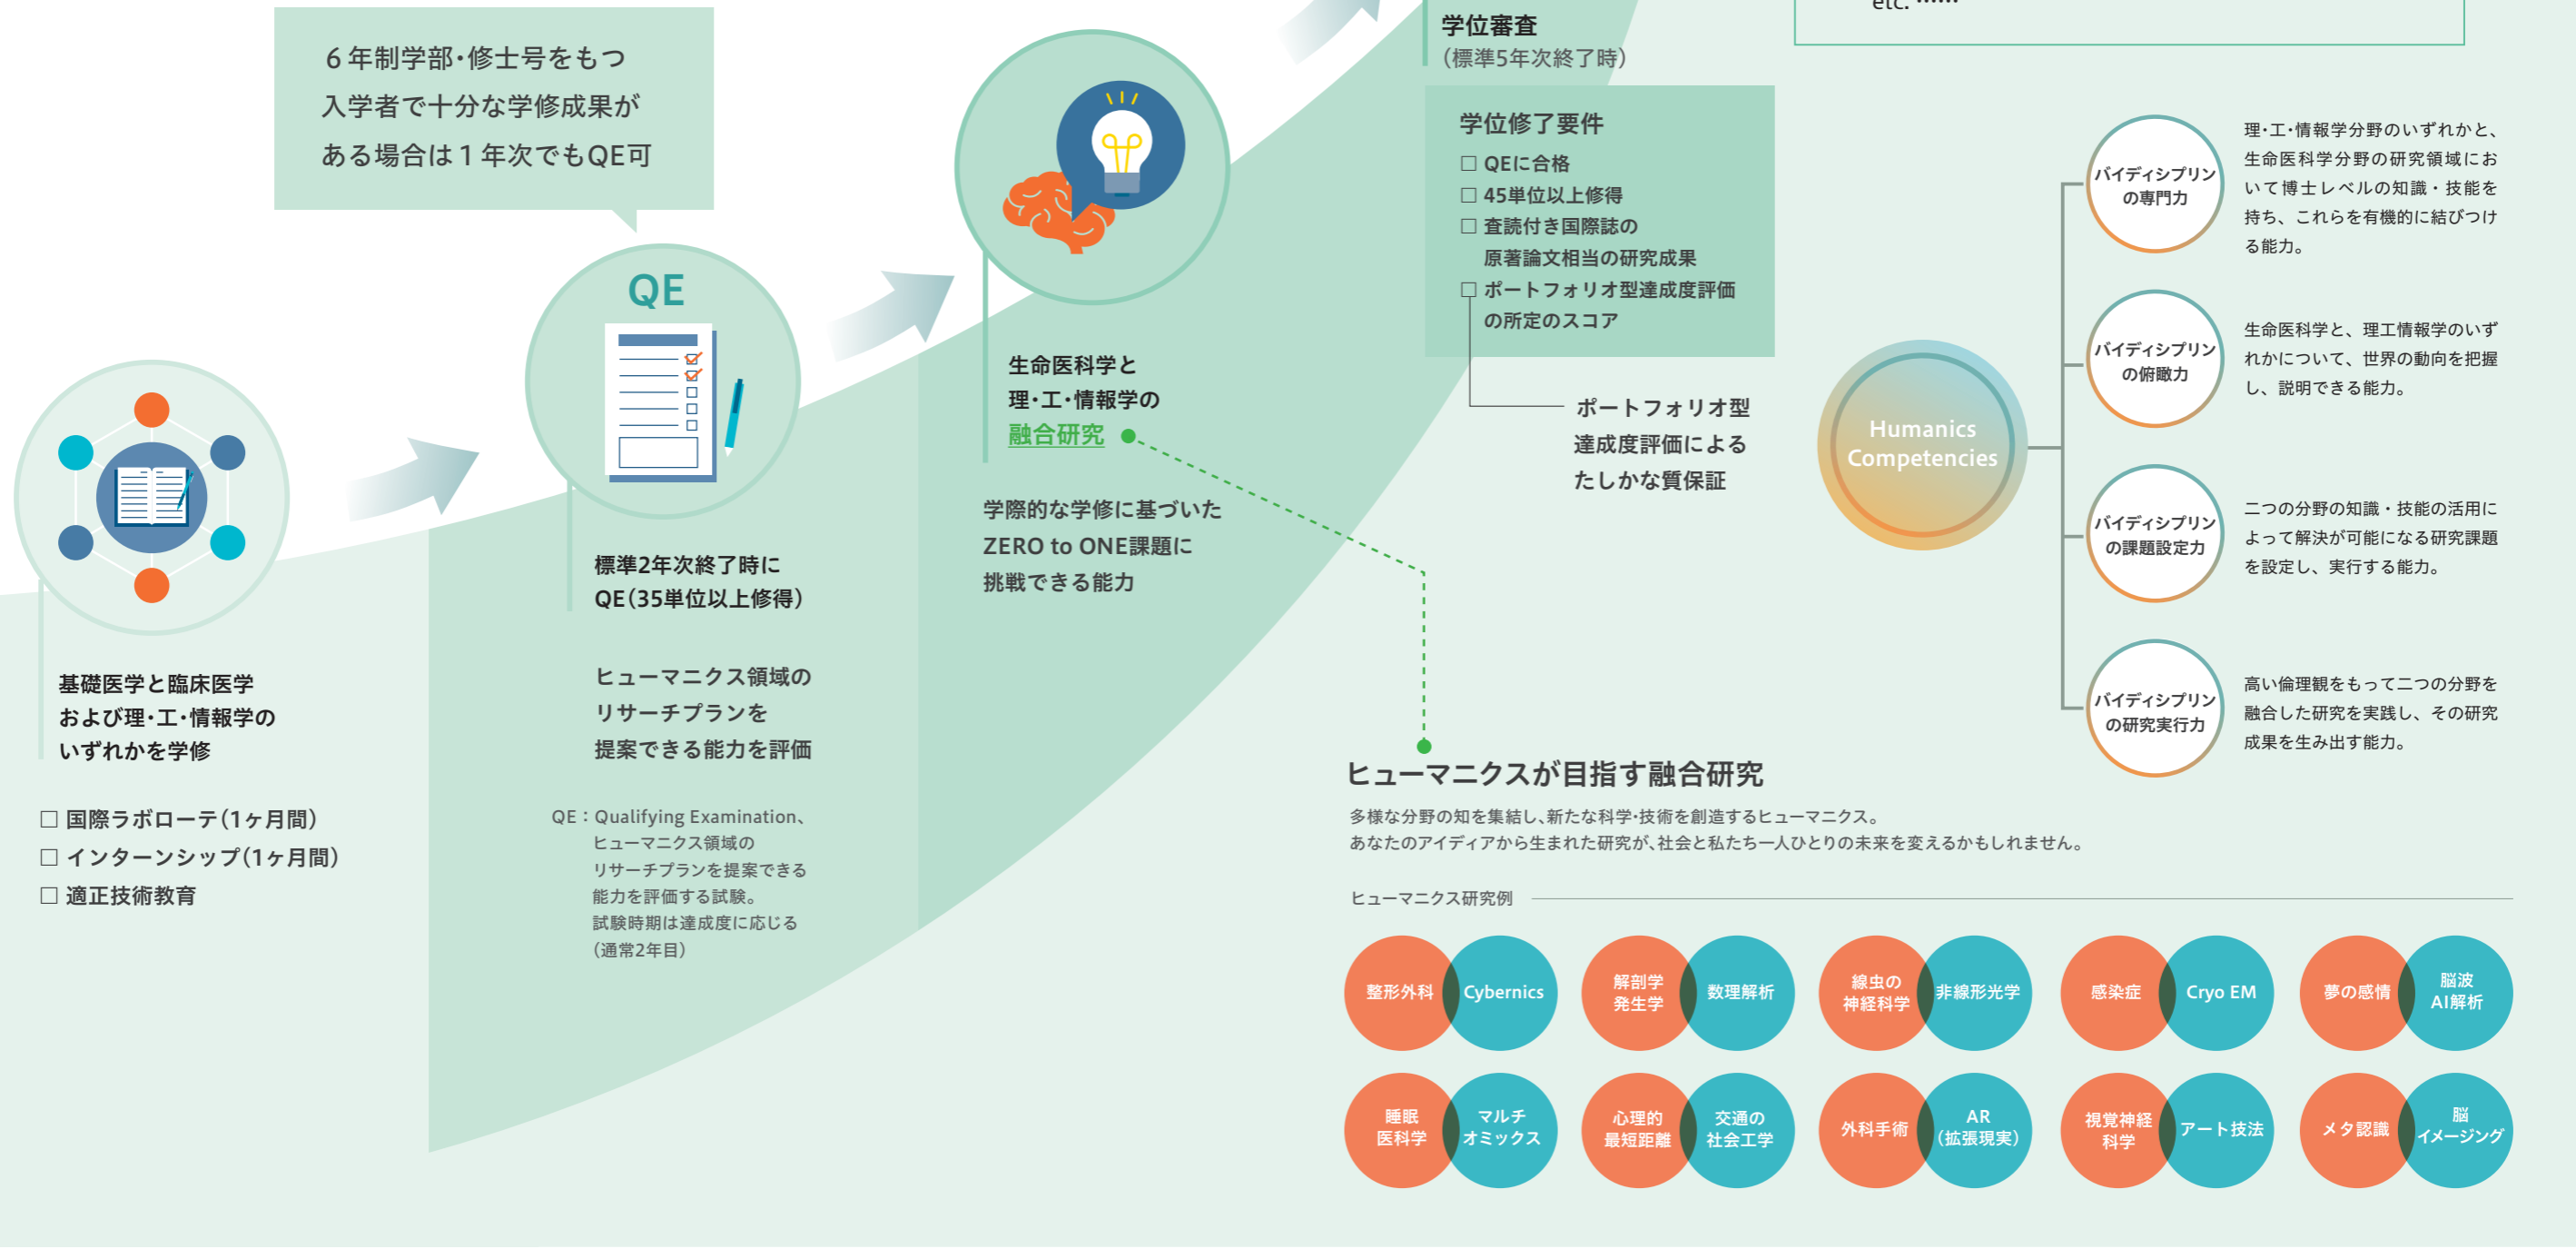 ６年制学部・修士号をもつ
入学者で十分な学修成果が
ある場合は１年次でもQE可
基礎医学と臨床医学
および理・工・情報学の
いずれかを学修
□ 国際ラボローテ（1ヶ月間）
□ インターンシップ（1ヶ月間）
□ 適正技術教育
QE
標準2年次終了時に
QE（35単位以上修得）
ヒューマニクス領域の
リサーチプランを
提案できる能力を評価
QE：Qualifying Examination、
ヒューマニクス領域の
リサーチプランを提案できる
能力を評価する試験。
試験時期は達成度に応じる
（通常2年目）
生命医科学と
理・工・情報学の
融合研究
学際的な学修に基づいた
ZERO to ONE課題に
挑戦できる能力
学位審査
（標準5年次終了時）
学位修了要件
□ QEに合格
□ 45単位以上修得
□ 査読付き国際誌の
原著論文相当の研究成果
□ ポートフォリオ型達成度評価
の所定のスコア
ポートフォリオ型
達成度評価による
たしかな質保証
etc. ……
Humanics
Competencies
バイディシプリン
の専門力
理・工・情報学分野のいずれかと、
生命医科学分野の研究領域にお
いて博士レベルの知識・技能を
持ち、これらを有機的に結びつけ
る能力。
バイディシプリン
の俯瞰力
生命医科学と、理工情報学のいず
れかについて、世界の動向を把握
し、説明できる能力。
バイディシプリン
の課題設定力
二つの分野の知識・技能の活用に
よって解決が可能になる研究課題
を設定し、実行する能力。
バイディシプリン
の研究実行力
高い倫理観をもって二つの分野を
融合した研究を実践し、その研究
成果を生み出す能力。
ヒューマニクスが目指す融合研究
多様な分野の知を集結し、新たな科学・技術を創造するヒューマニクス。
あなたのアイディアから生まれた研究が、社会と私たち一人ひとりの未来を変えるかもしれません。
ヒューマニクス研究例
整形外科
Cybernics
解剖学
発生学
数理解析
線虫の
神経科学
非線形光学
感染症
Cryo EM
夢の感情
脳波
AI解析
睡眠
医科学
マルチ
オミックス
心理的
最短距離
交通の
社会工学
外科手術
AR
（拡張現実）
視覚神経
科学
アート技法
メタ認識
脳
イメージング